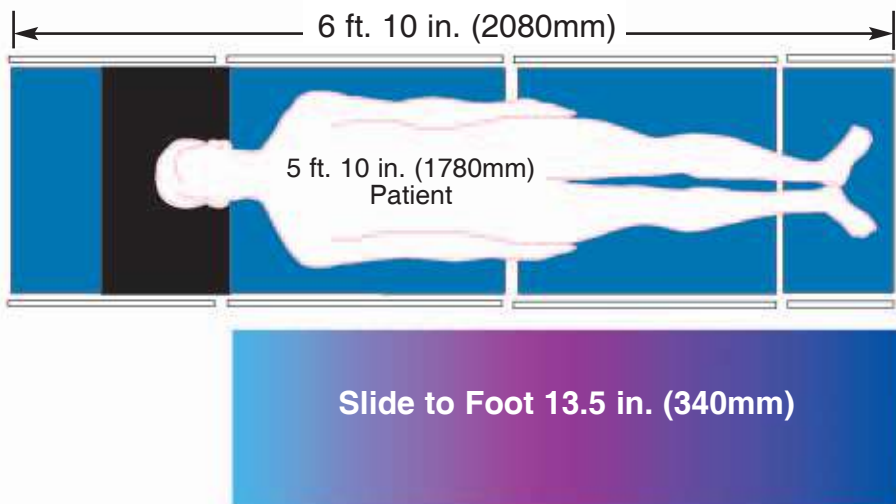 6 ft. 10 in. (2080mm)
5 ft. 10 in. (1780mm)
Patient
Slide to Foot 13.5 in. (340mm)